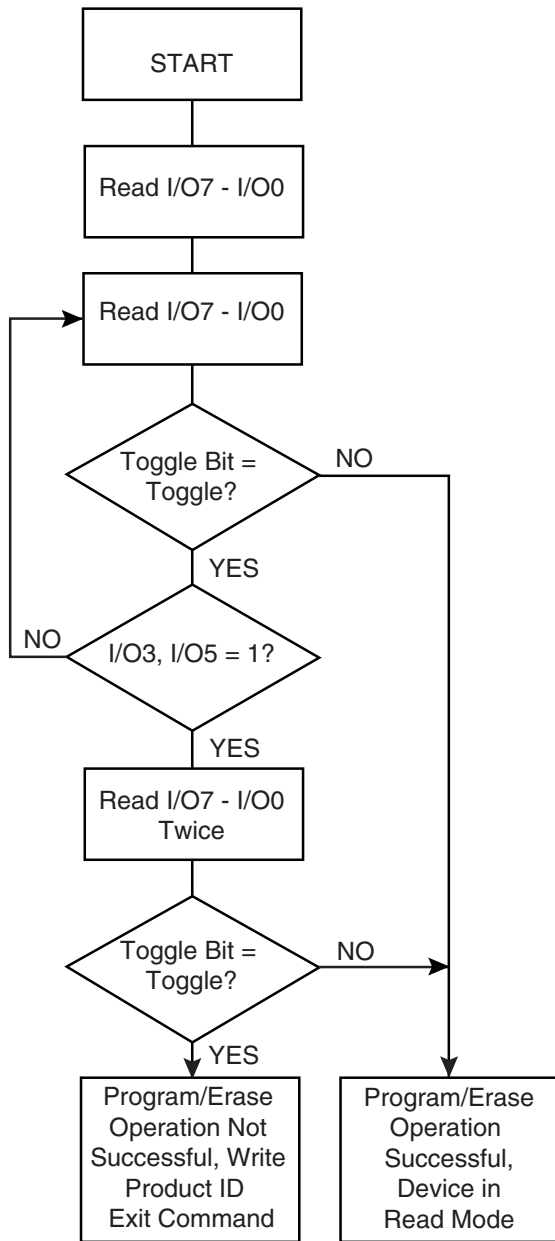 START
Read I/O7 - I/O0
Read I/O7 - I/O0
Toggle Bit =
Toggle?
NO
YES
NO
I/O3, I/O5 = 1?
YES
Read I/O7 - I/O0
Twice
Toggle Bit =
Toggle?
NO
YES
Program/Erase
Operation Not
Successful, Write
Product ID
Exit Command
Program/Erase
Operation
Successful,
Device in
Read Mode